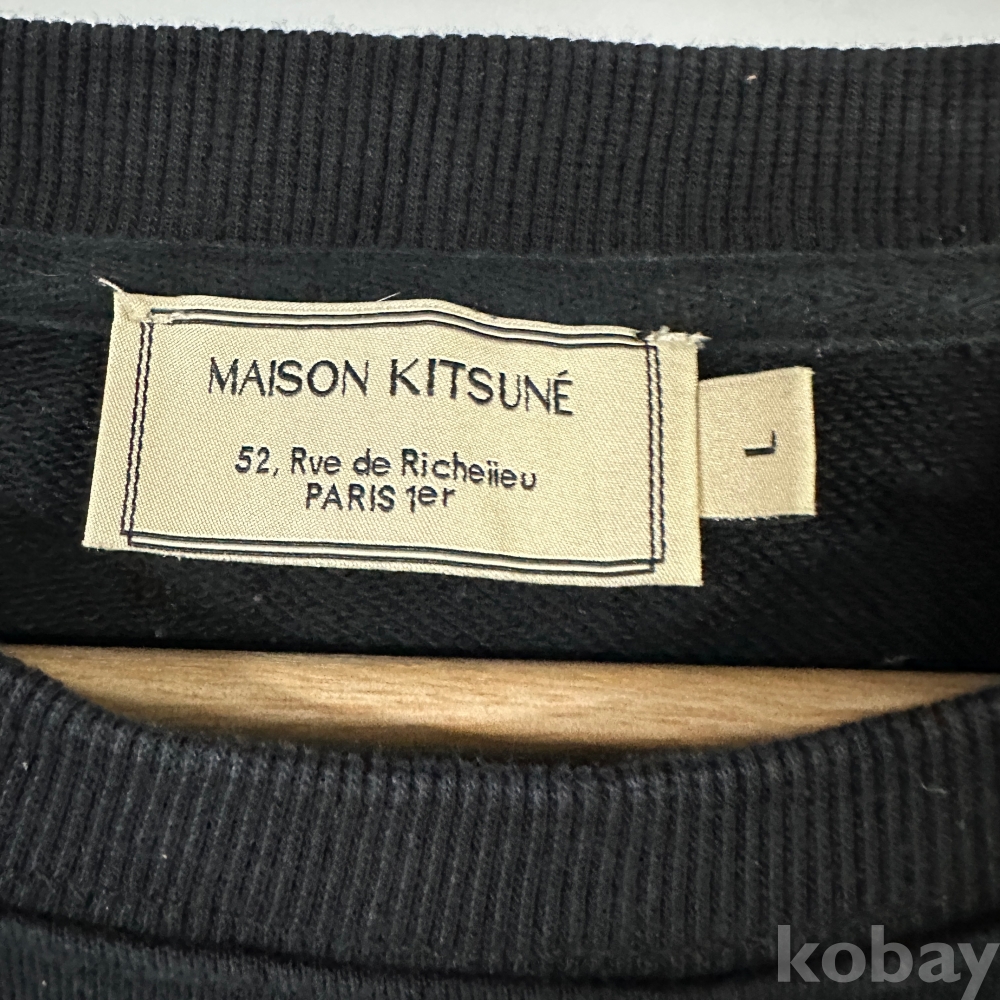 MAISON KITSUNÉ
L
52, Rve de Richeiieu
PARIS 1er
kobay